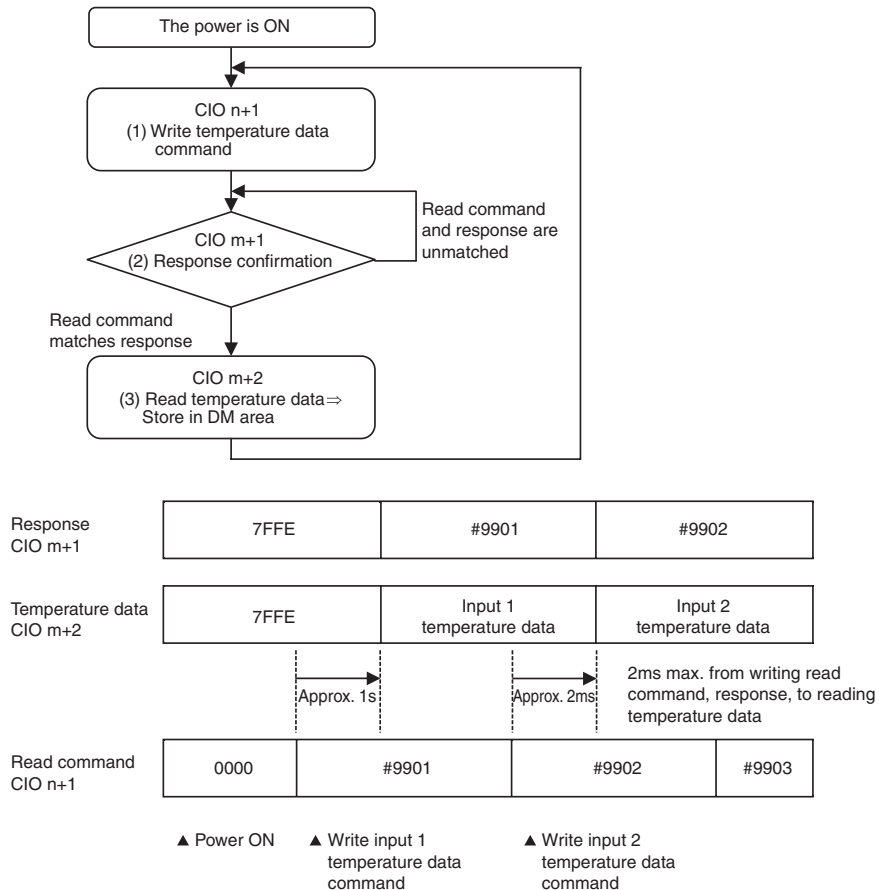 The power is ON
CIO n+1
(1) Write temperature data
command
CIO m+1
(2) Response confirmation
Read command
and response are
unmatched
Read command
matches response
CIO m+2
(3) Read temperature data⇒
Store in DM area
Response
CIO m+1
7FFE
#9901
#9902
Temperature data
CIO m+2
7FFE
Input 1
temperature data
Input 2
temperature data
Approx. 1s
Approx. 2ms
2ms max. from writing read
command, response, to reading
temperature data
Read command
CIO n+1
0000
#9901
#9902
#9903
▲ Power ON
▲ Write input 1
temperature data
command
▲ Write input 2
temperature data
command